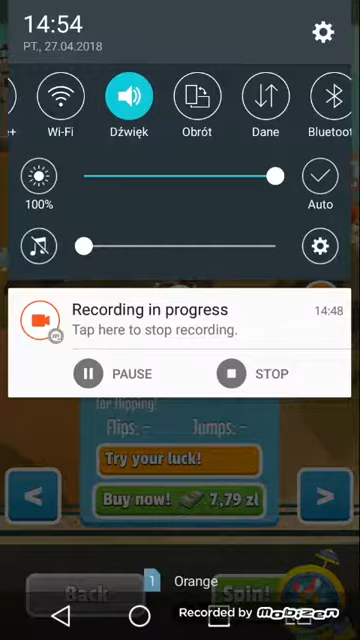 14:54
PT., 27.04.2018
Wi-Fi
Dźwięk
Obrót
Dane
Bluetoot
100%
Auto
Recording in progress
14:48
Tap here to stop recording.
PAUSE
STOP
for flipping!
Flips: -
Jumps: -
Try your luck!
Buy now! 7,79 zł
<
>
1
Orange
Back
Spin!
Recorded by Mobizen